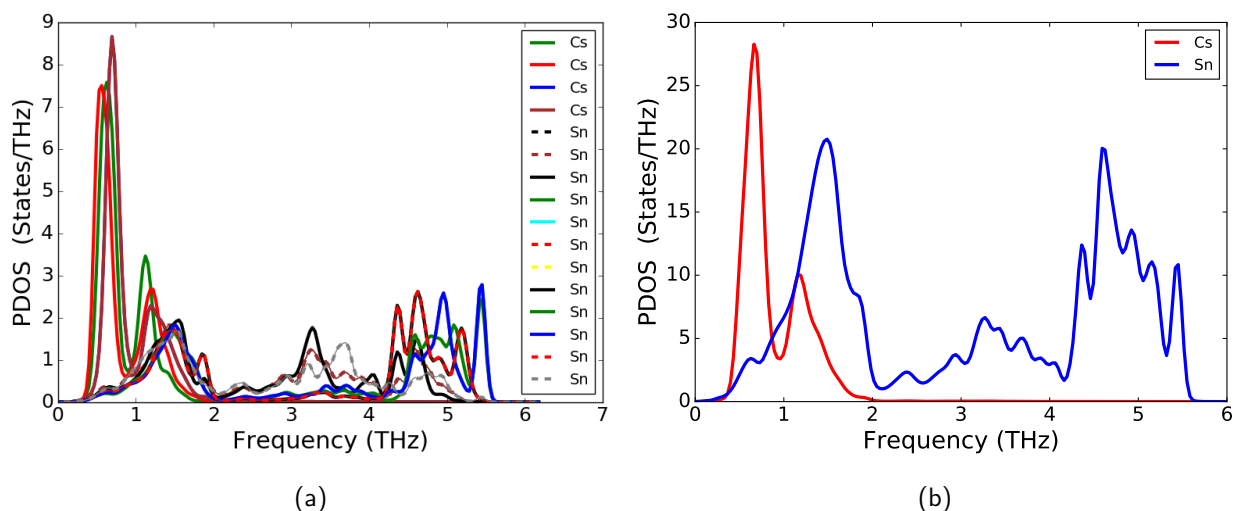 9
8
7
6
5
4
3
2
1
0
PDOS (States/THz)
0 1 2 3 4 5 6 7
Frequency (THz)
Cs
Cs
Cs
Cs
Sn
Sn
Sn
Sn
Sn
Sn
Sn
Sn
Sn
Sn
Sn
Sn
(a)
30
25
20
15
10
5
0
PDOS (States/THz)
0 1 2 3 4 5 6
Frequency (THz)
Cs
Sn
(b)